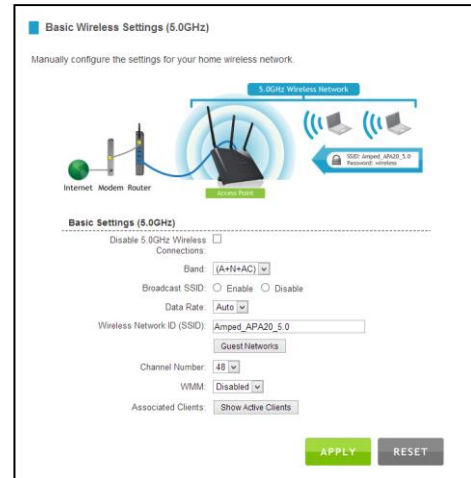 Basic Wireless Settings (5.0GHz)
Manually configure the settings for your home wireless network.
5.0GHz Wireless Network
SSID: Amped_APA20_5.0
Password: wireless
Internet Modem Router
Access Point
Basic Settings (5.0GHz)
Disable 5.0GHz Wireless
Connections:
Band: (A+N+AC)
Broadcast SSID: Enable Disable
Data Rate: Auto
Wireless Network ID (SSID): Amped_APA20_5.0
Guest Networks
Channel Number: 48
WMM: Disabled
Associated Clients: Show Active Clients
APPLY RESET